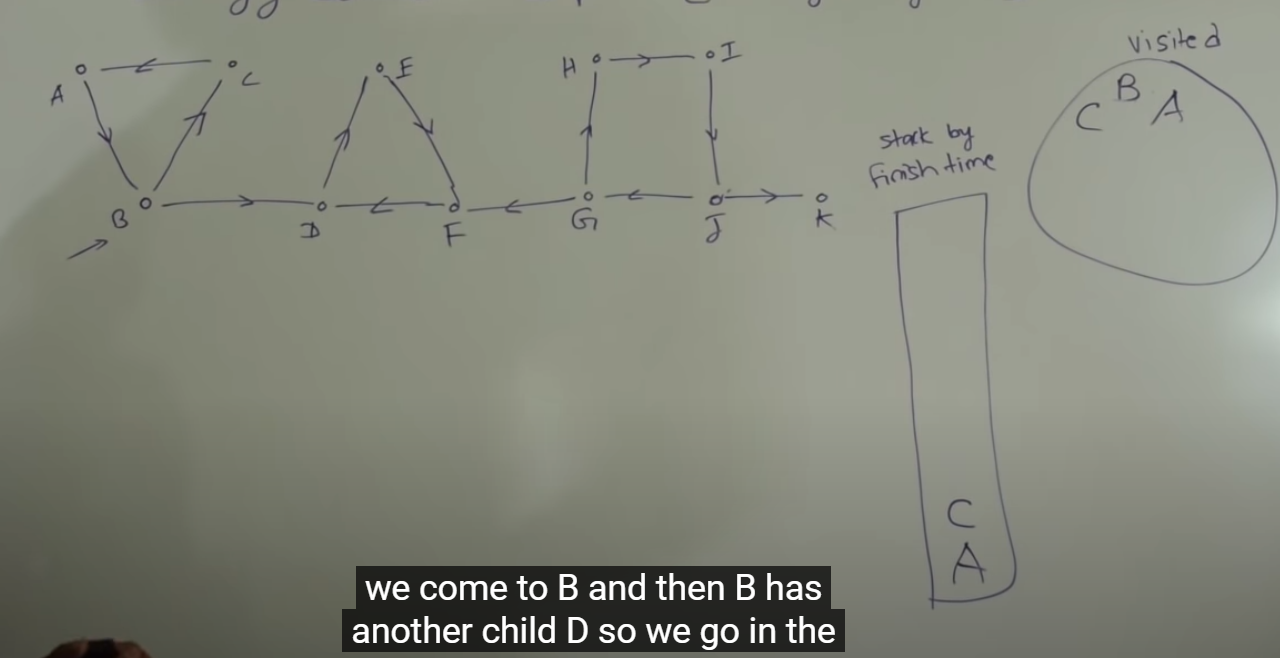 A
C
E
H
I
B
D
F
G
J
K
stack by
finish time
visited
C B A
C
A
we come to B and then B has
another child D so we go in the